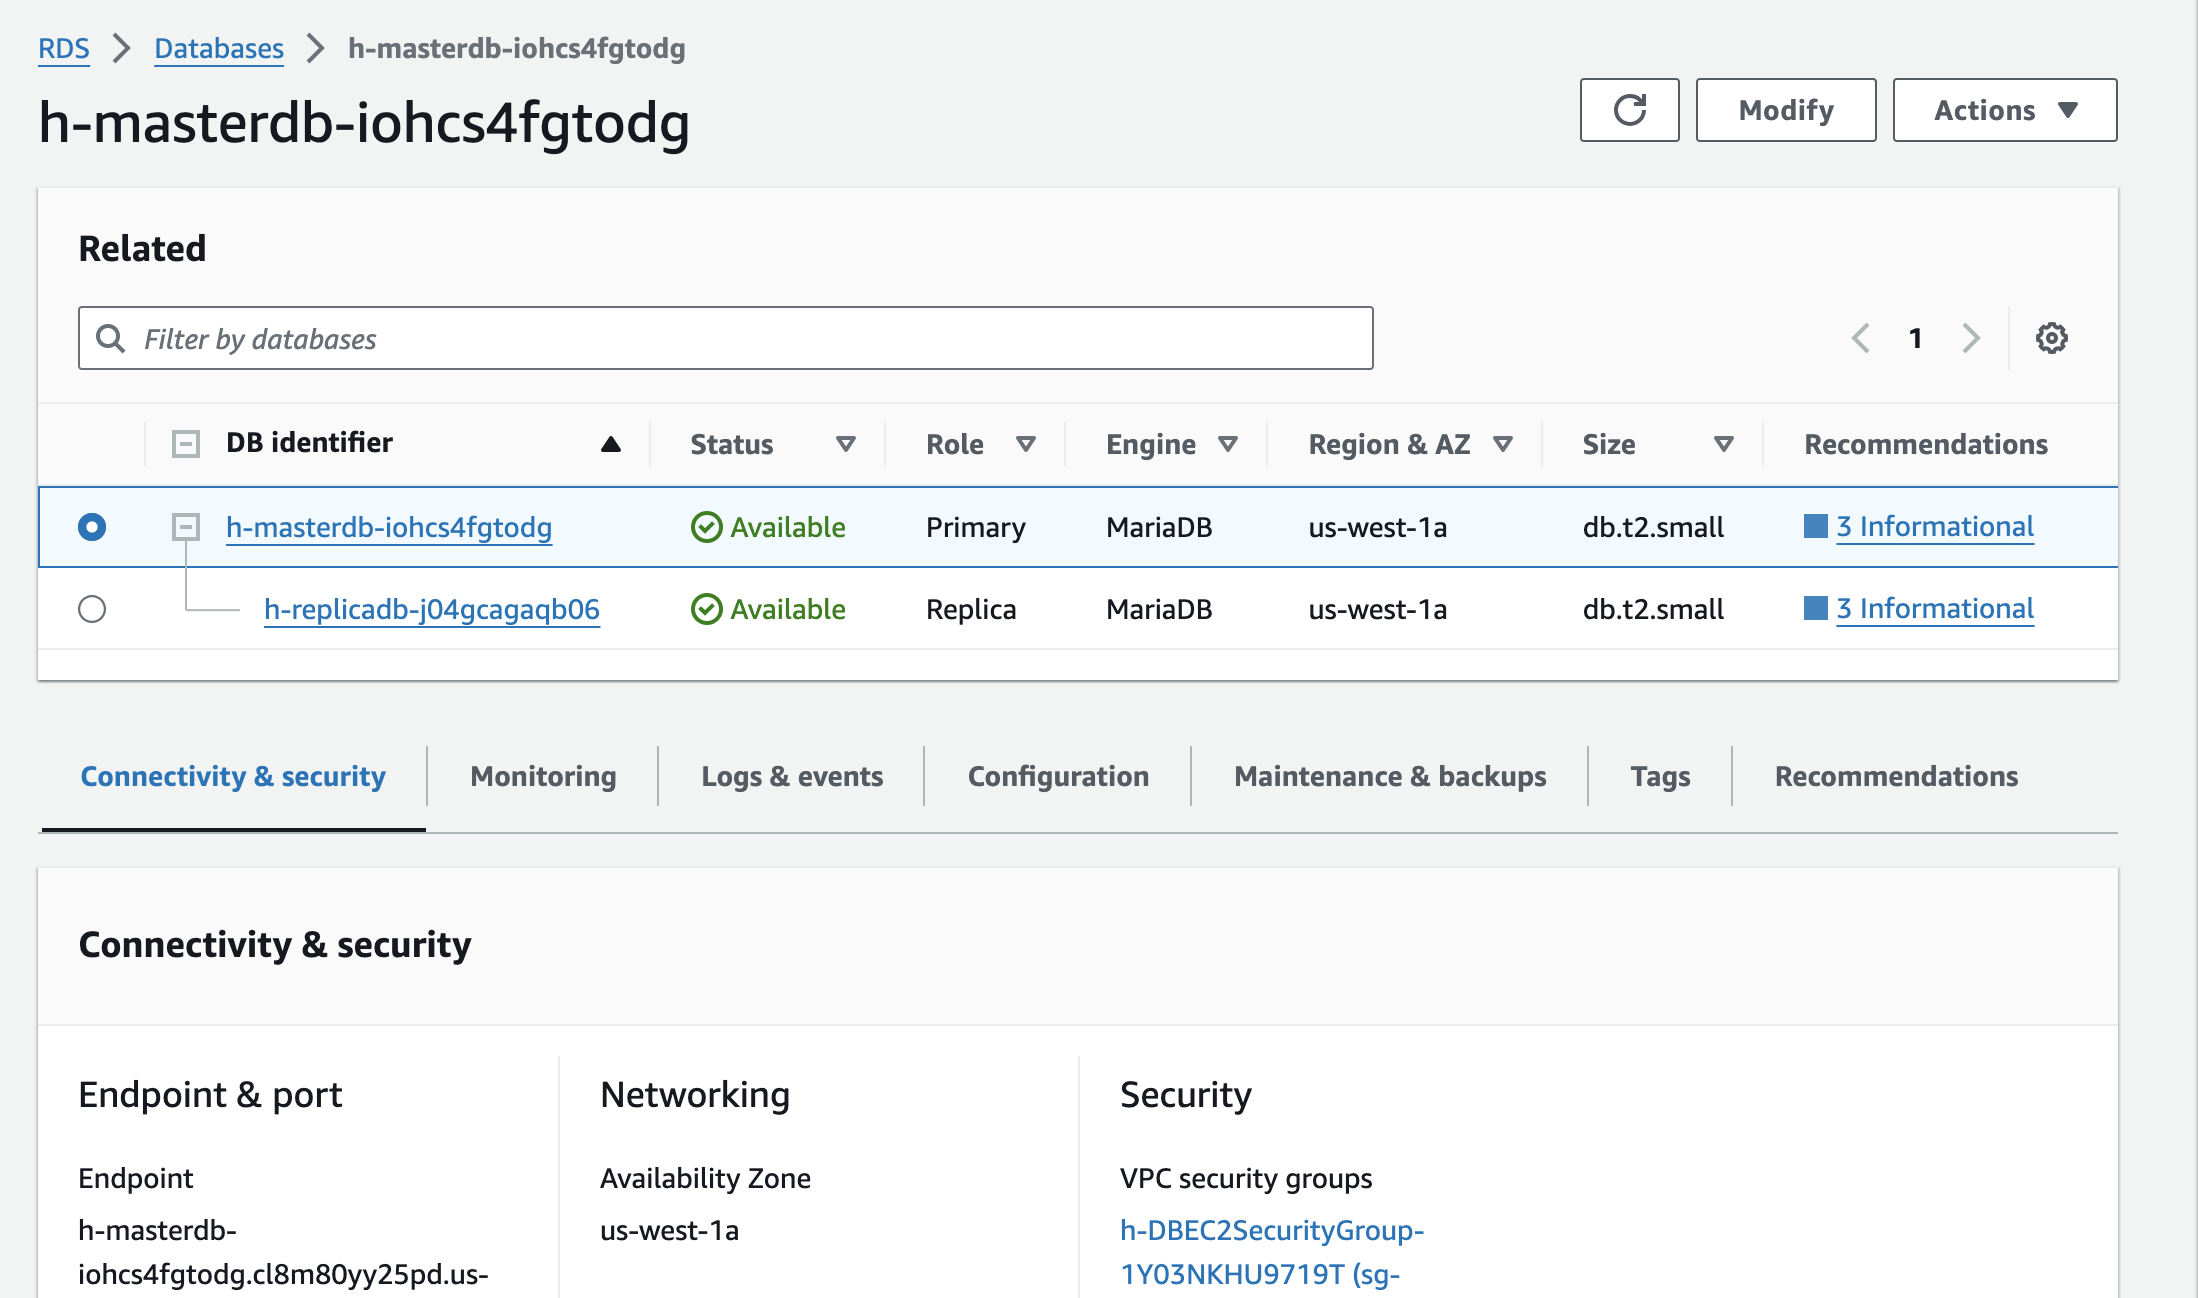 RDS > Databases > h-masterdb-iohcs4fgtodg
h-masterdb-iohcs4fgtodg
Modify
Actions
Related
Filter by databases
1
DB identifier Status Role Engine Region & AZ Size Recommendations
h-masterdb-iohcs4fgtodg Available Primary MariaDB us-west-1a db.t2.small 3 Informational
h-replicadb-j04gcagaqb06 Available Replica MariaDB us-west-1a db.t2.small 3 Informational
Connectivity & security Monitoring Logs & events Configuration Maintenance & backups Tags Recommendations
Connectivity & security
Endpoint & port
Endpoint
h-masterdb-
iohcs4fgtodg.cl8m80yy25pd.us-
Networking
Availability Zone
us-west-1a
Security
VPC security groups
h-DBEC2SecurityGroup-
1Y03NKHU9719T (sg-